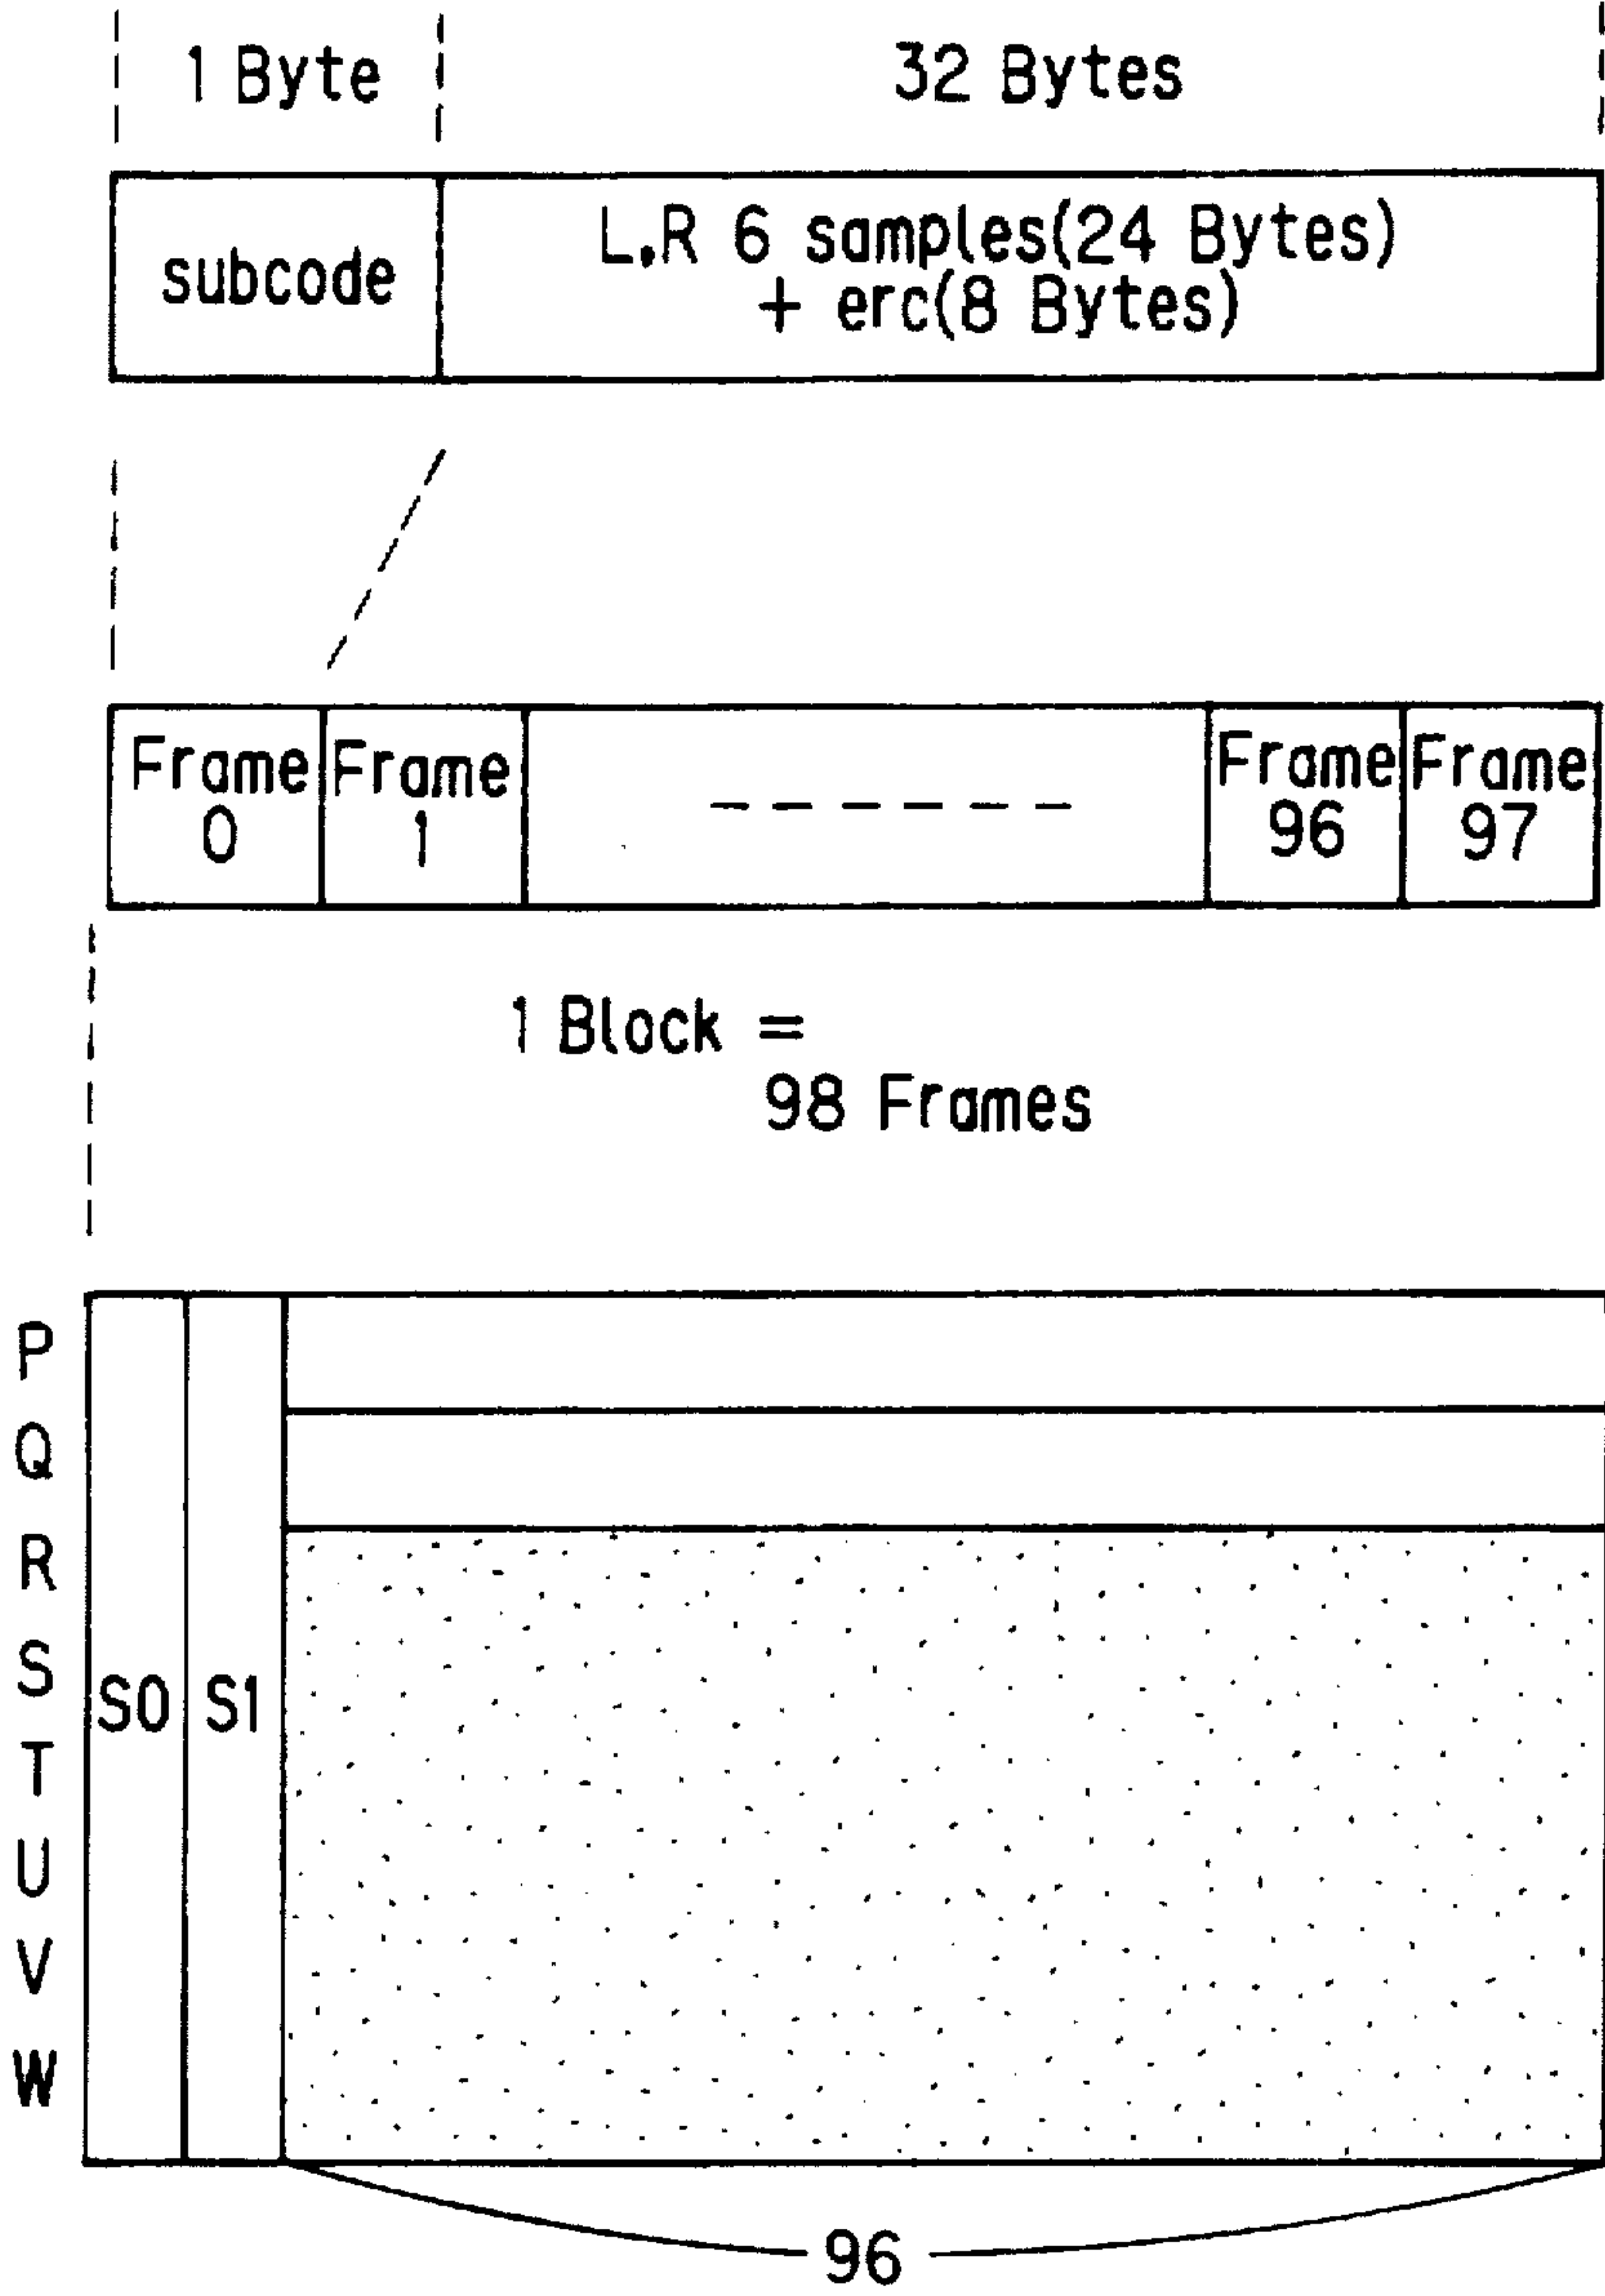 1 Byte
32 Bytes
subcode
L.R 6 samples(24 Bytes)
+ erc(8 Bytes)
Frame
0
Frame
1
Frame
96
Frame
97
1 Block =
98 Frames
P
Q
R
S
T
U
V
W
S0
S1
96